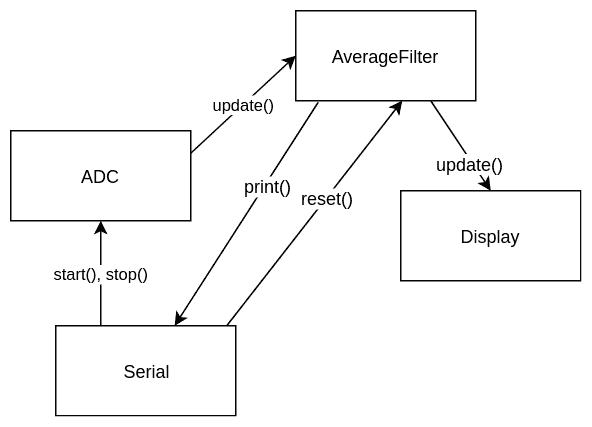 AverageFilter
update()
ADC
print()
reset()
update()
Display
start(), stop()
Serial